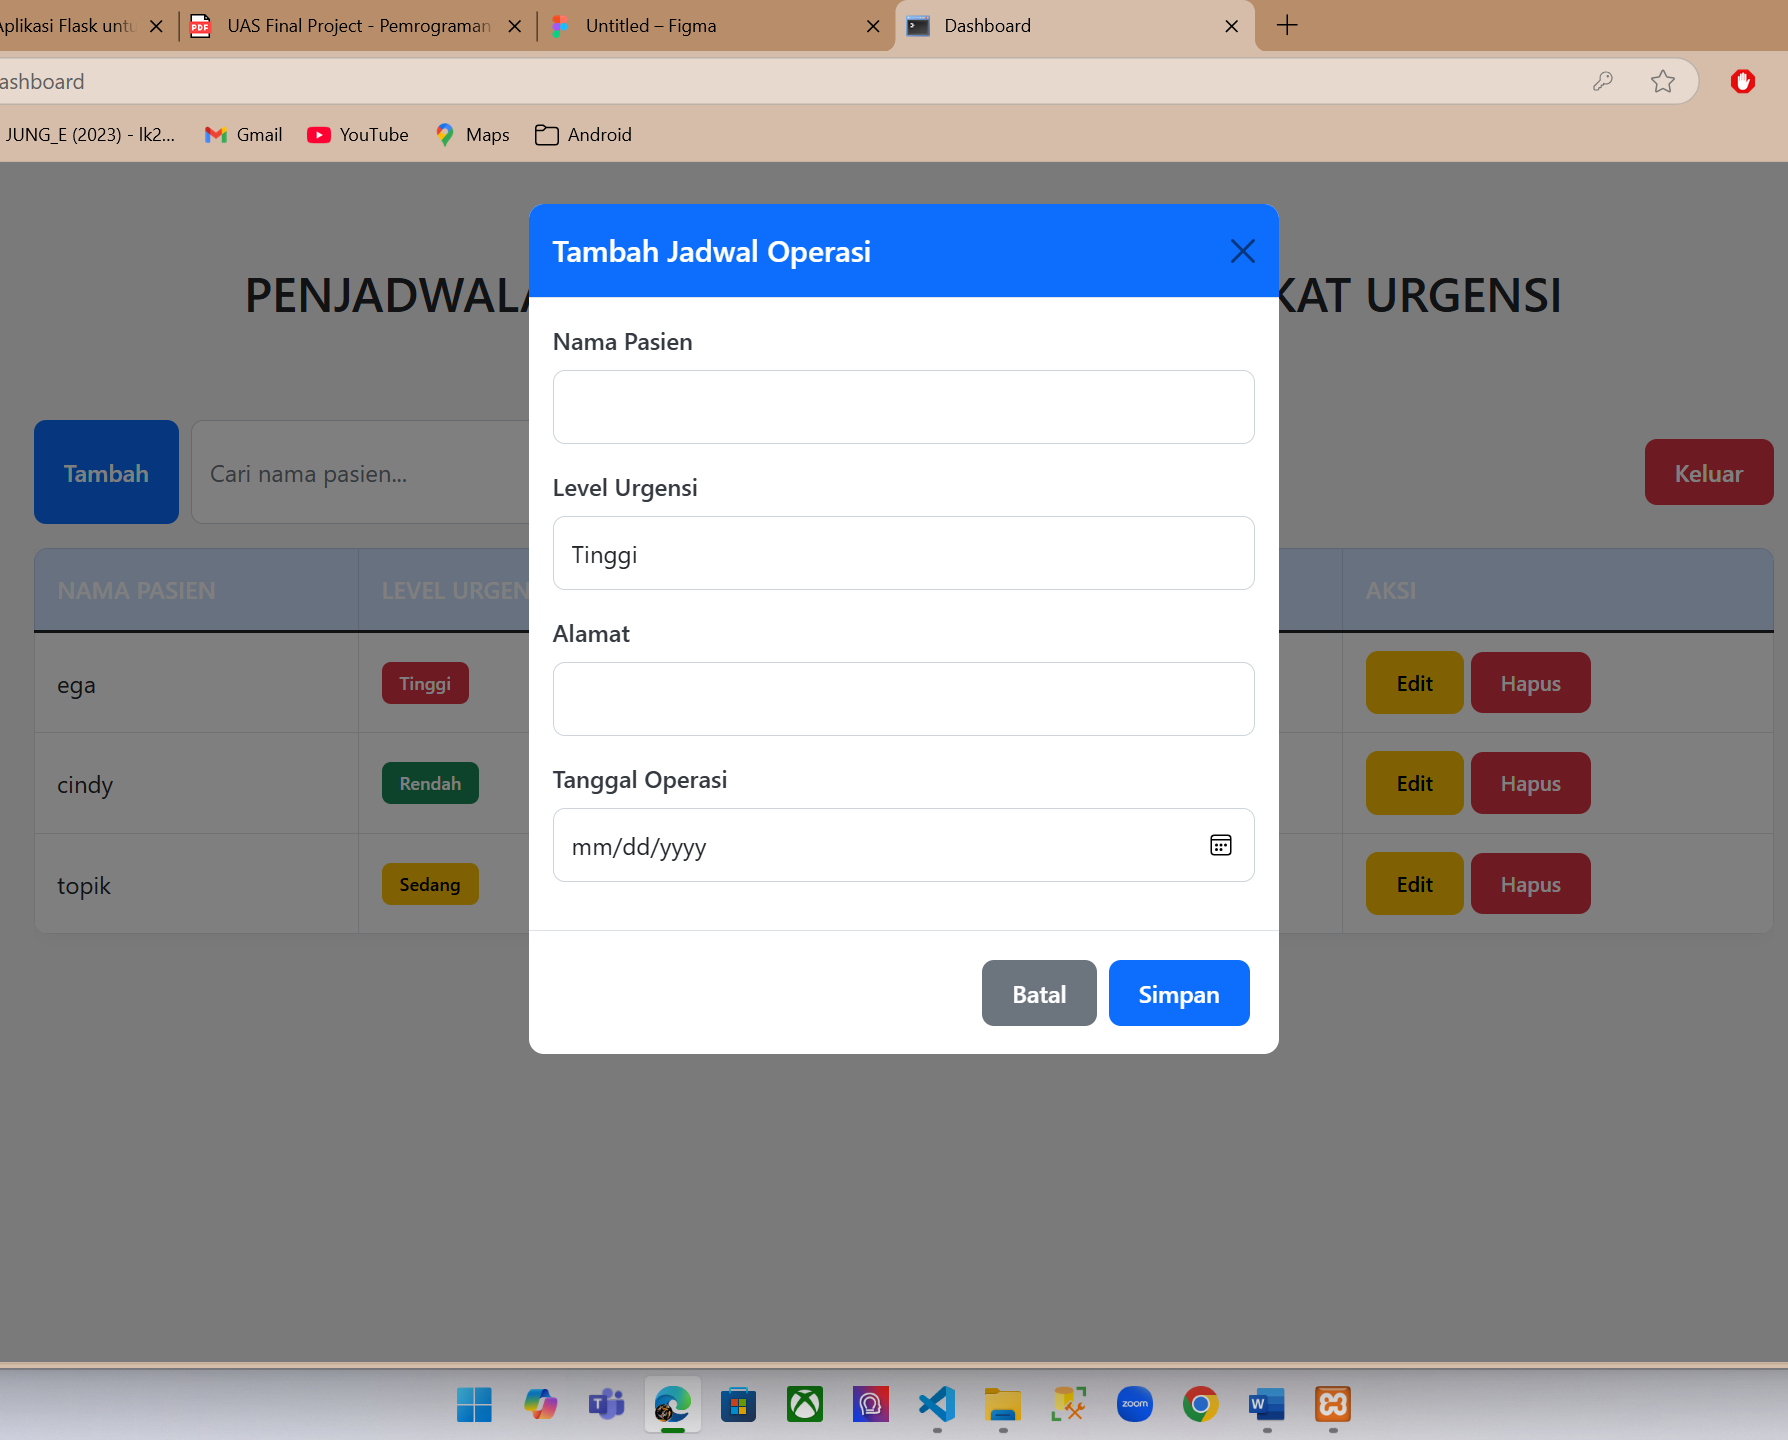 plikasi Flask untu
UAS Final Project - Pemrograman
Untitled – Figma
Dashboard
ashboard
JUNG_E (2023) - lk2...
Gmail
YouTube
Maps
Android
PENJADWALA
KAT URGENSI
Tambah Jadwal Operasi
Nama Pasien
Level Urgensi
Tinggi
Alamat
Tanggal Operasi
mm/dd/yyyy
Batal
Simpan
Tambah
Cari nama pasien...
Keluar
NAMA PASIEN
LEVEL URGEN
AKSI
ega
Tinggi
Edit
Hapus
cindy
Rendah
Edit
Hapus
topik
Sedang
Edit
Hapus
zoom